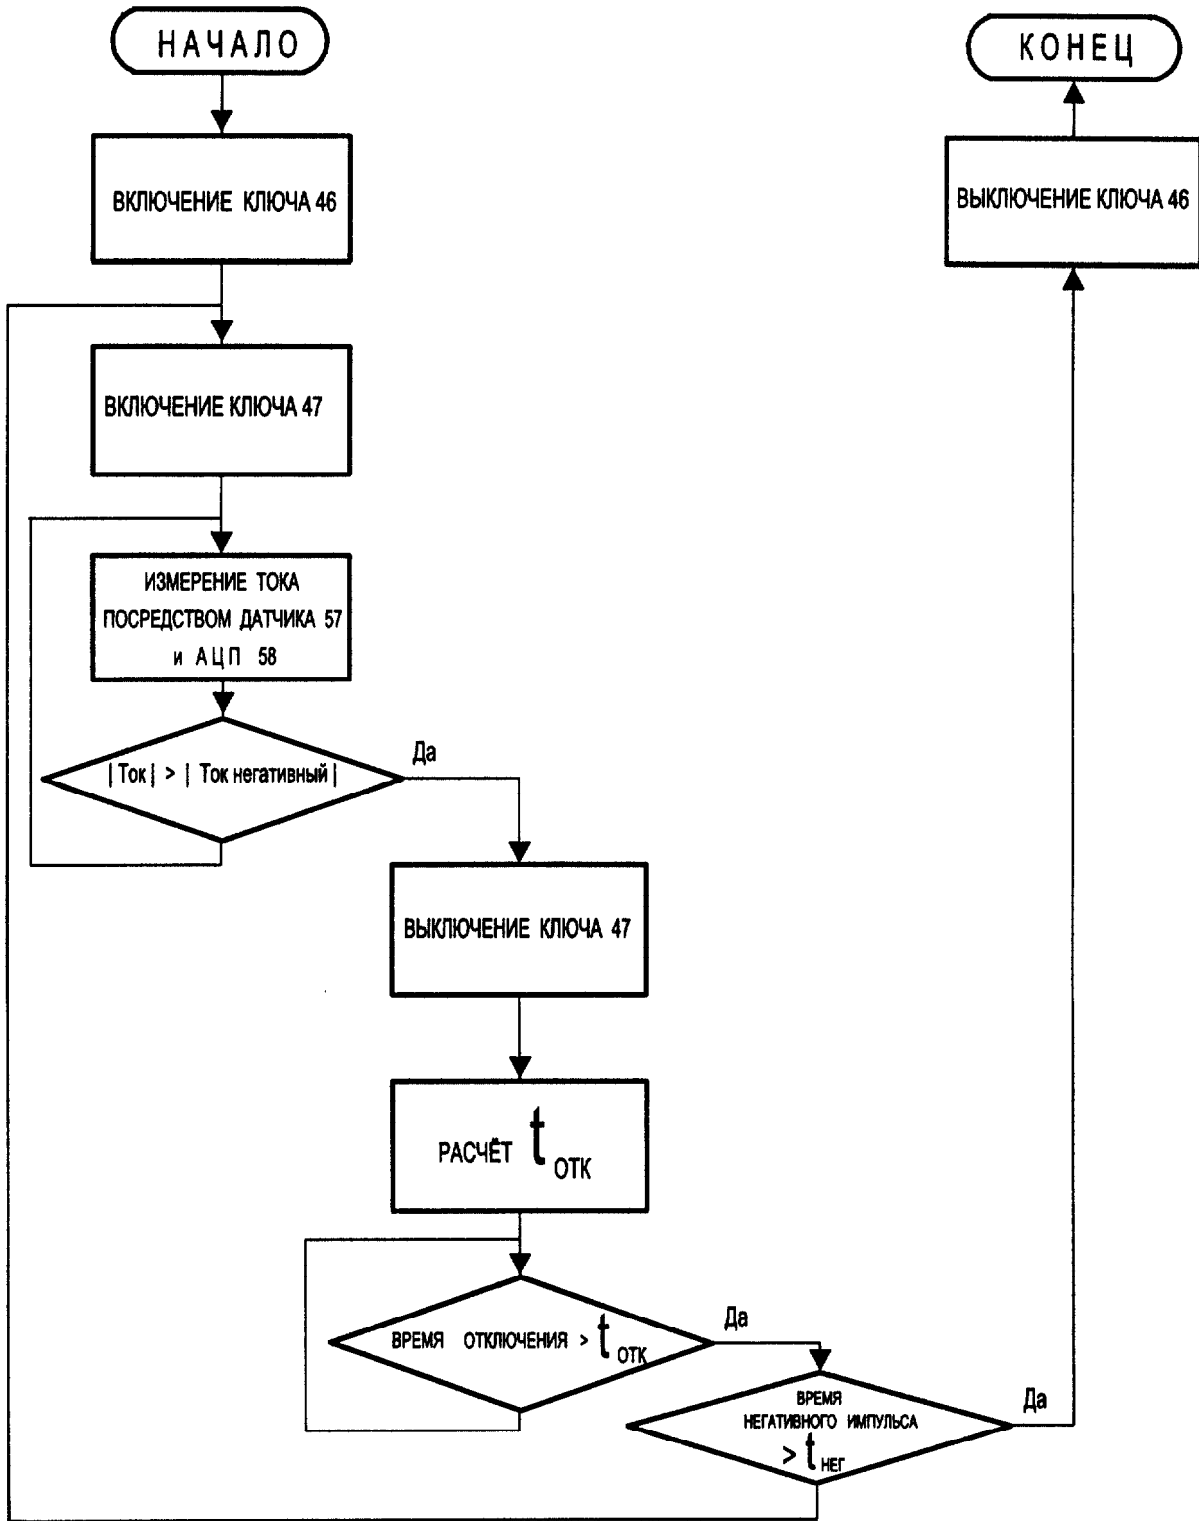 НАЧАЛО
ВКЛЮЧЕНИЕ КЛЮЧА 46
ВКЛЮЧЕНИЕ КЛЮЧА 47
ИЗМЕРЕНИЕ ТОКА
ПОСРЕДСТВОМ ДАТЧИКА 57
и АЦП 58
| Ток | > | Ток негативный |
Да
ВЫКЛЮЧЕНИЕ КЛЮЧА 47
РАСЧЁТ t ОТК
ВРЕМЯ ОТКЛЮЧЕНИЯ > t ОТК
Да
ВРЕМЯ
НЕГАТИВНОГО ИМПУЛЬСА
> t НЕГ
Да
ВЫКЛЮЧЕНИЕ КЛЮЧА 46
КОНЕЦ